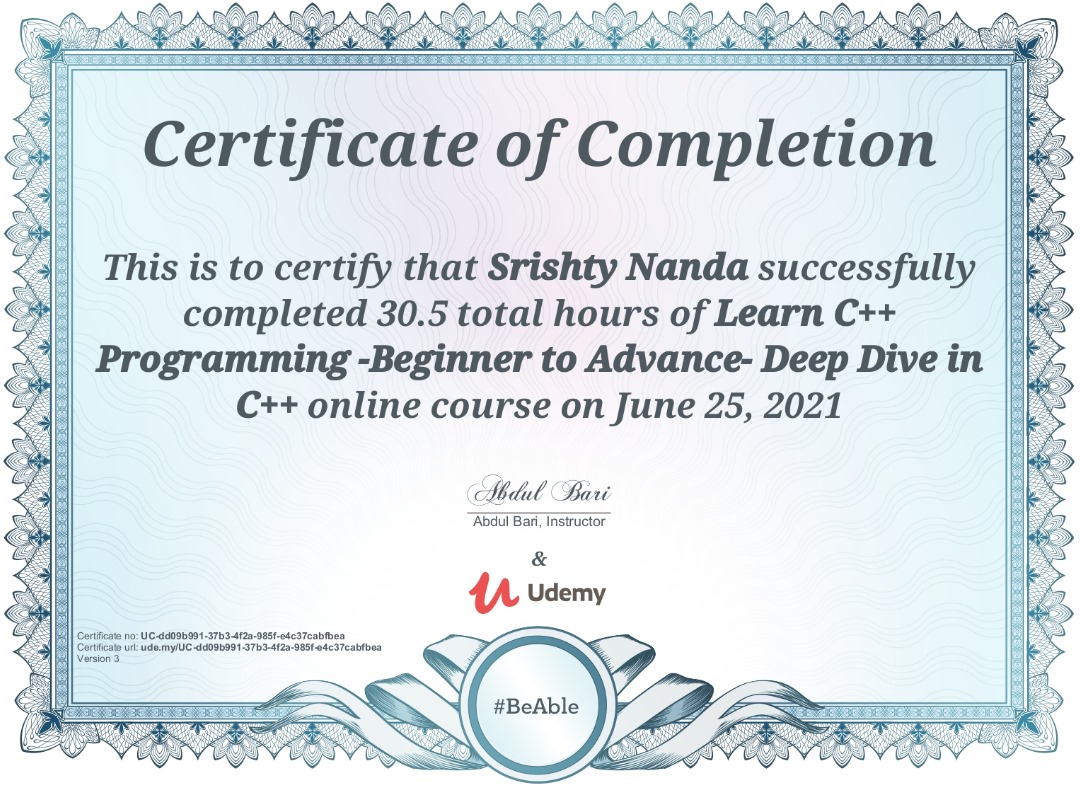 Certificate of Completion
This is to certify that Srishty Nanda successfully
completed 30.5 total hours of Learn C++
Programming -Beginner to Advance- Deep Dive in
C++ online course on June 25, 2021
Abdul Bari
Abdul Bari, Instructor
&
Udemy
Certificate no: UC-dd09b991-37b3-4f2a-985f-e4c37cabfbea
Certificate url: ude.my/UC-dd09b991-37b3-4f2a-985f-e4c37cabfbea
Version 3
#BeAble